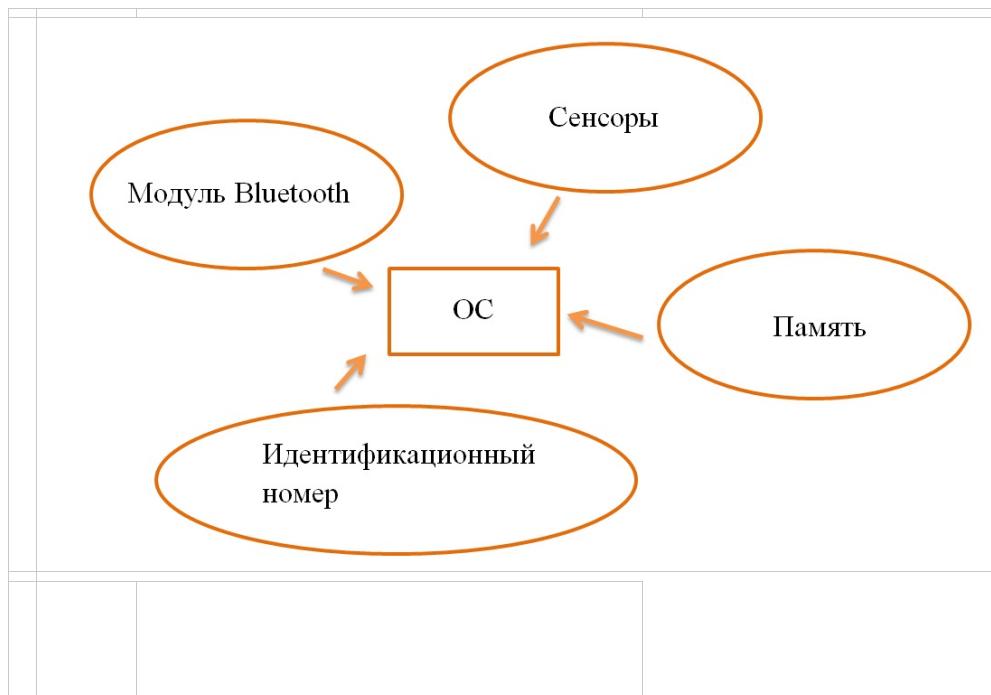 Сенсоры
Модуль Bluetooth
ОС
Память
Идентификационный
номер